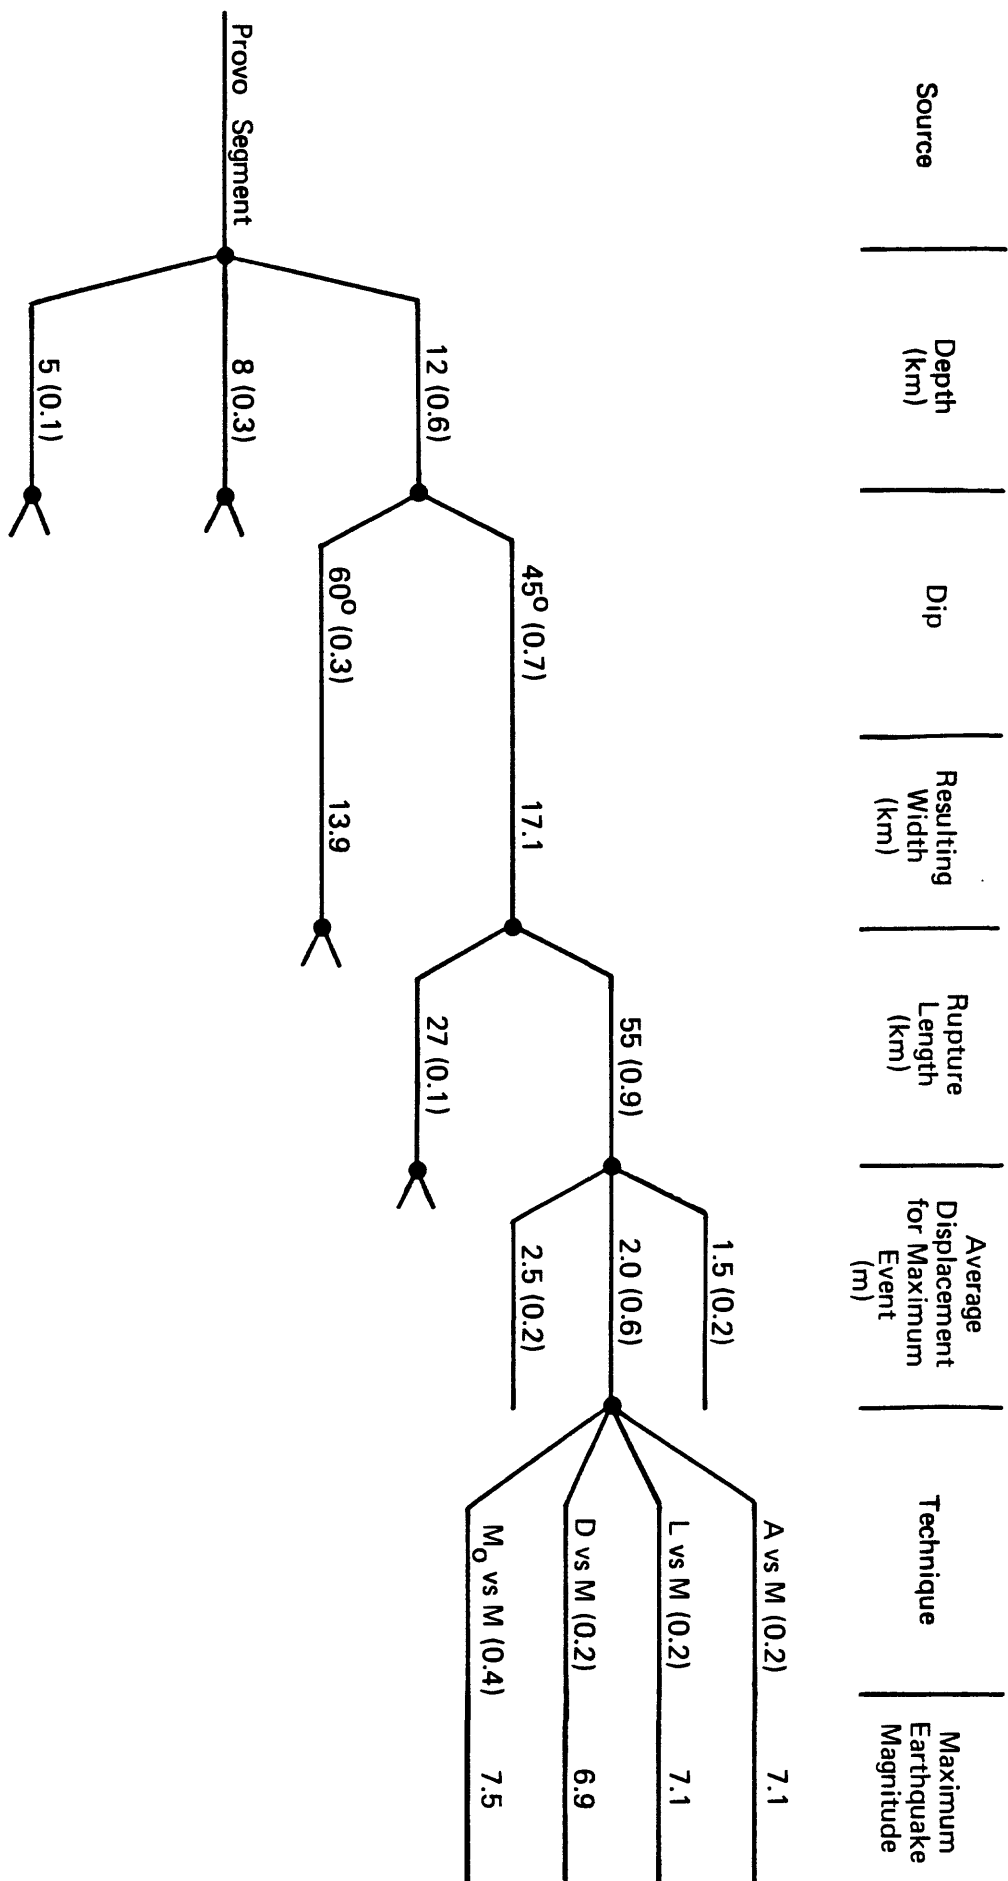 Source
Depth
(km)
Dip
Resulting
Width
(km)
Rupture
Length
(km)
Average
Displacement
for Maximum
Event
(m)
Technique
Maximum
Earthquake
Magnitude
A vs M (0.2) 7.1
1.5 (0.2)
L vs M (0.2) 7.1
55 (0.9)
2.0 (0.6)
D vs M (0.2) 6.9
45° (0.7) 17.1
2.5 (0.2)
M₀ vs M (0.4) 7.5
12 (0.6)
27 (0.1)
60° (0.3) 13.9
Provo Segment
8 (0.3)
5 (0.1)